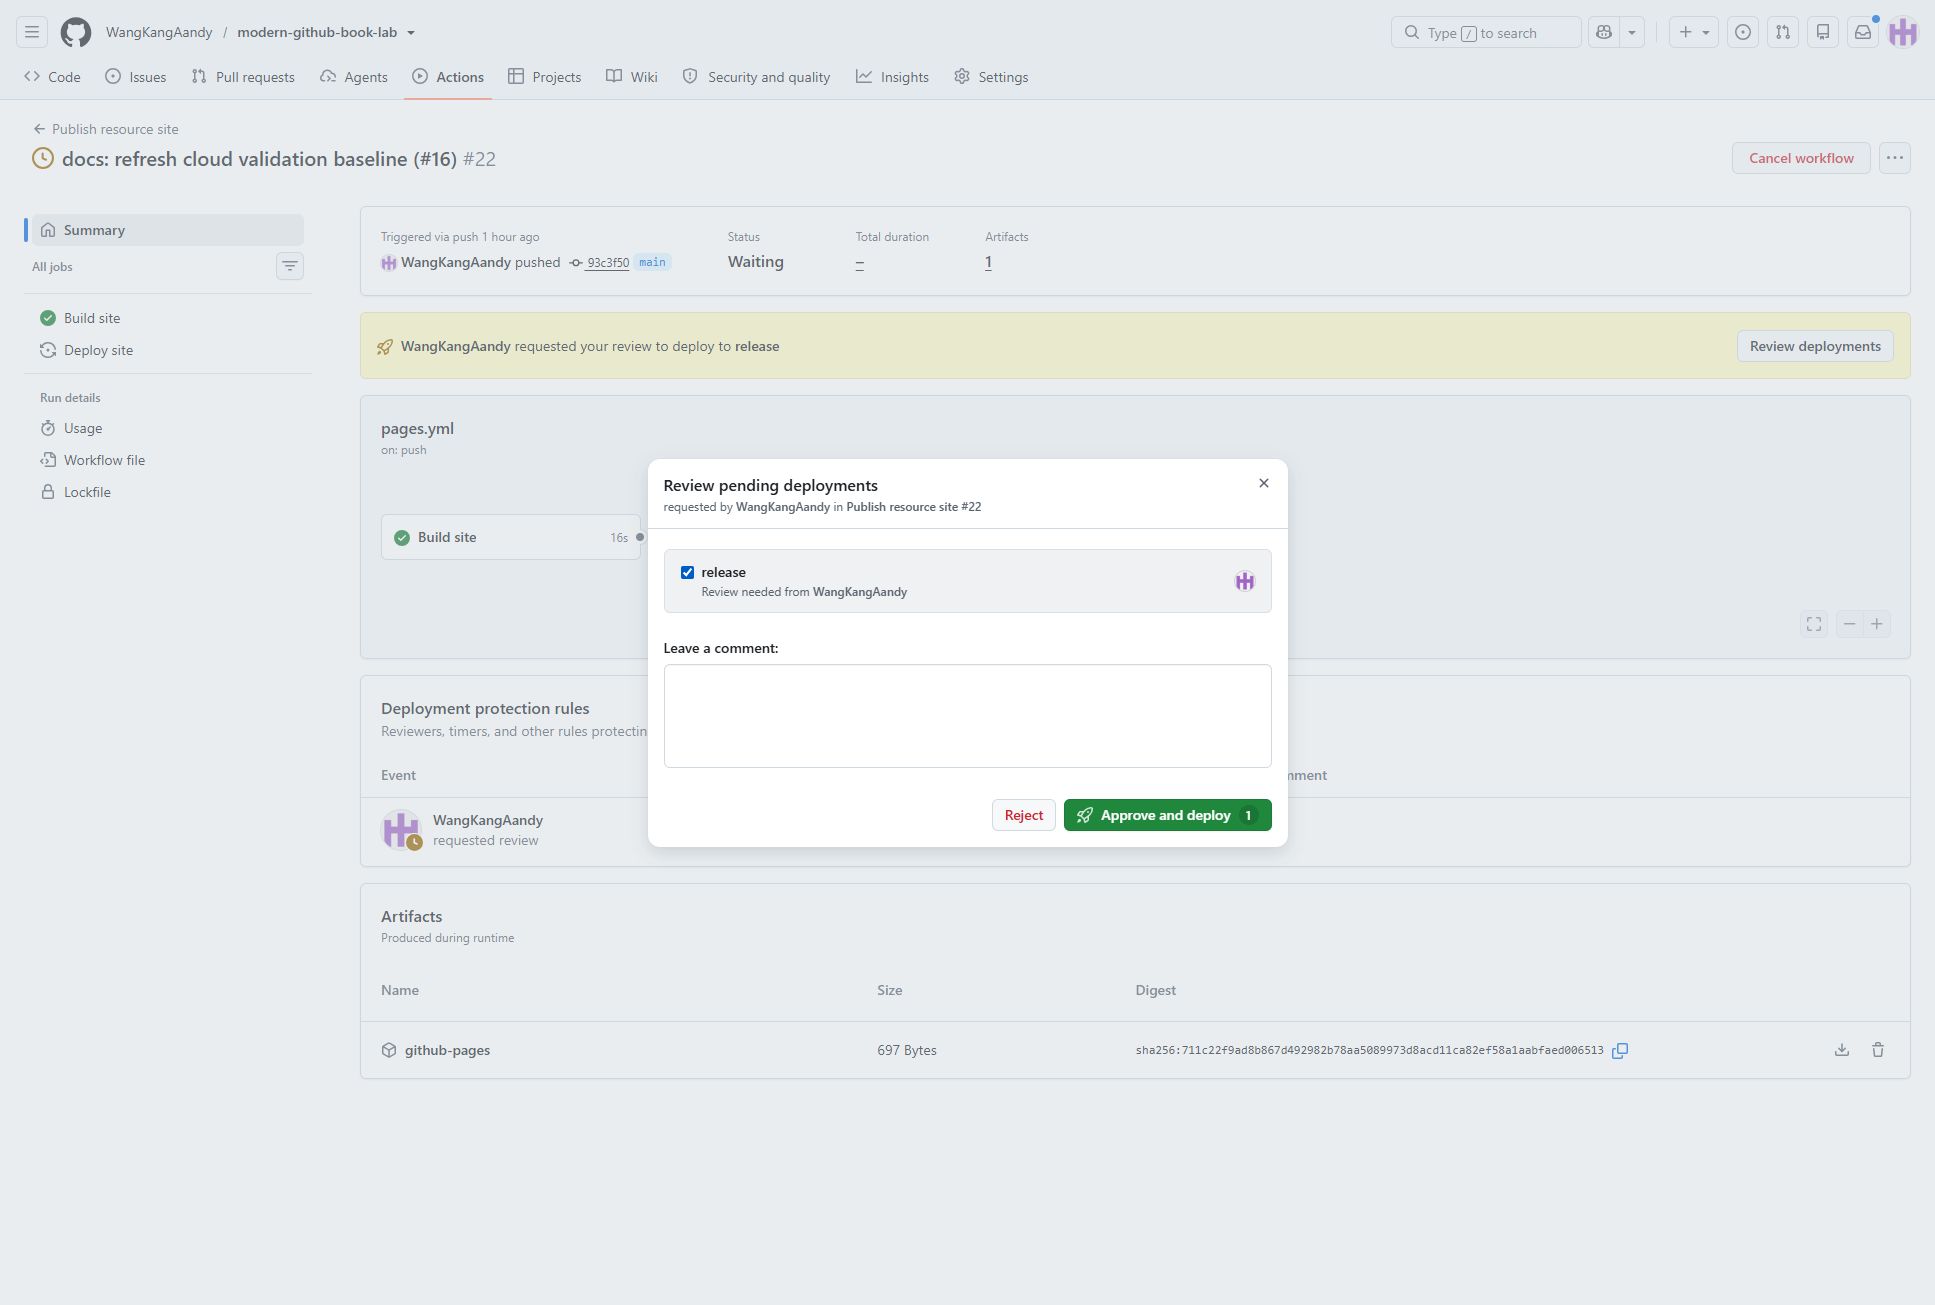 WangKangAandy / modern-github-book-lab
Type / to search
Code Issues Pull requests Agents Actions Projects Wiki Security and quality Insights Settings
Publish resource site
docs: refresh cloud validation baseline (#16) #22
Cancel workflow
Summary
All jobs
Build site
Deploy site
Run details
Usage
Workflow file
Lockfile
Triggered via push 1 hour ago
WangKangAandy pushed 93c3f50 main
Status
Waiting
Total duration
–
Artifacts
1
WangKangAandy requested your review to deploy to release
Review deployments
pages.yml
on: push
Build site 16s
Review pending deployments
requested by WangKangAandy in Publish resource site #22
release
Review needed from WangKangAandy
Leave a comment:
Reject
Approve and deploy 1
Deployment protection rules
Reviewers, timers, and other rules protectin
Event
mment
WangKangAandy
requested review
Artifacts
Produced during runtime
Name Size Digest
github-pages 697 Bytes sha256:711c22f9ad8b867d492982b78aa5089973d8acd11ca82ef58a1aabfaed006513